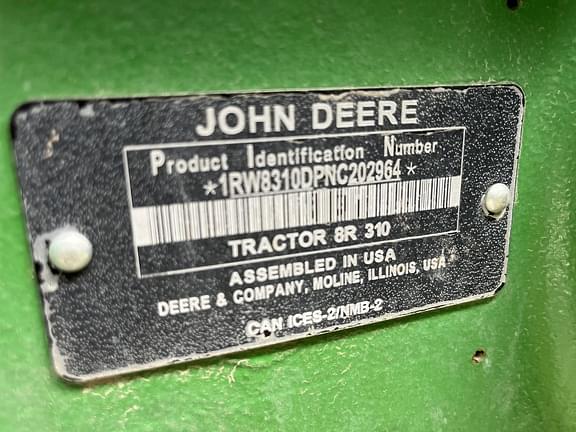 JOHN DEERE
Product Identification Number
*1RW8310DPNC202964*
TRACTOR 8R 310
ASSEMBLED IN USA
DEERE & COMPANY, MOLINE, ILLINOIS, USA
CAN ICES-2/NMB-2